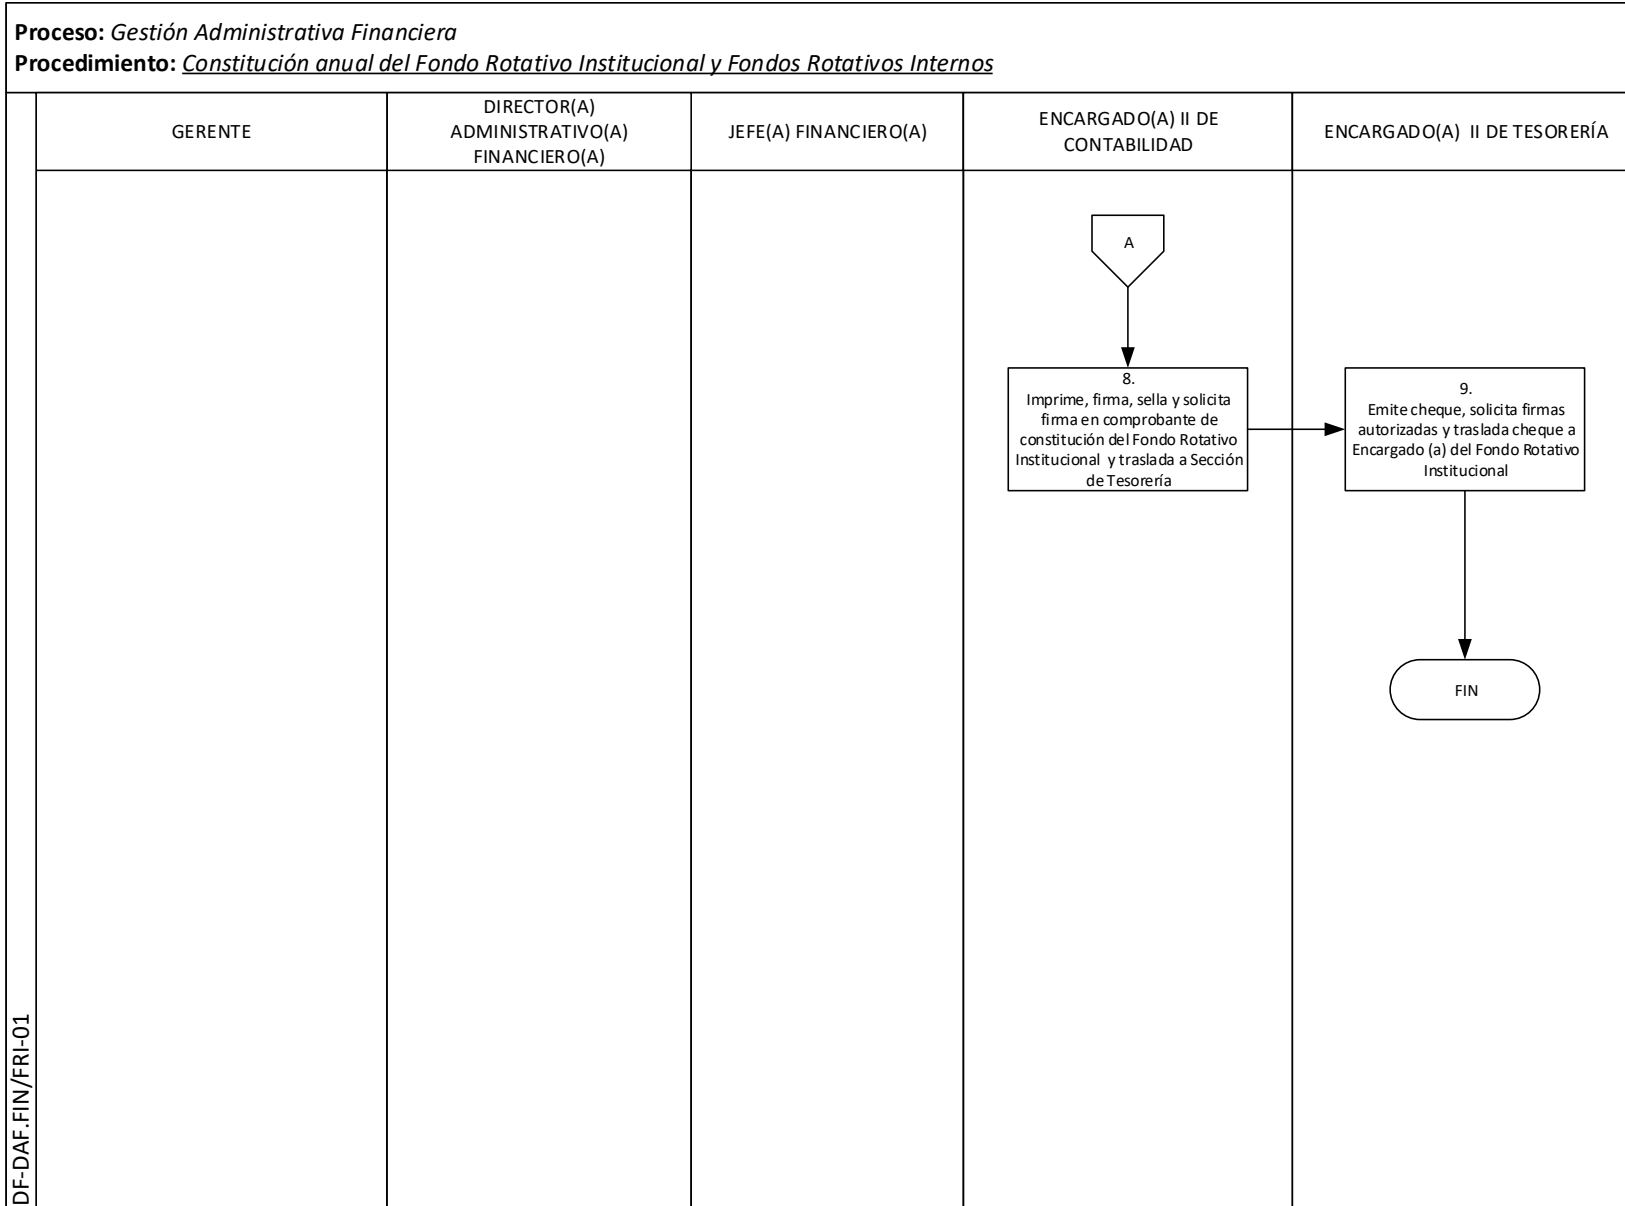 Proceso: Gestión Administrativa Financiera
Procedimiento: Constitución anual del Fondo Rotativo Institucional y Fondos Rotativos Internos
GERENTE
DIRECTOR(A)
ADMINISTRATIVO(A)
FINANCIERO(A)
JEFE(A) FINANCIERO(A)
ENCARGADO(A) II DE
CONTABILIDAD
ENCARGADO(A) II DE TESORERÍA
A
8.
Imprime, firma, sella y solicita
firma en comprobante de
constitución del Fondo Rotativo
Institucional y traslada a Sección
de Tesorería
9.
Emite cheque, solicita firmas
autorizadas y traslada cheque a
Encargado (a) del Fondo Rotativo
Institucional
FIN
DF-DAF.FIN/FRI-01